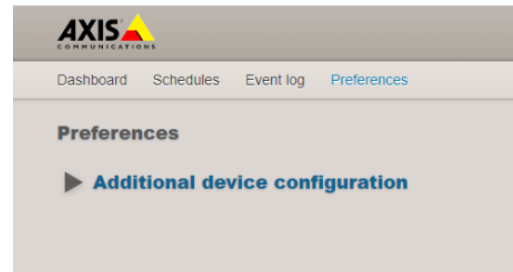 AXIS
COMMUNICATIONS
Dashboard Schedules Event log Preferences
Preferences
Additional device configuration